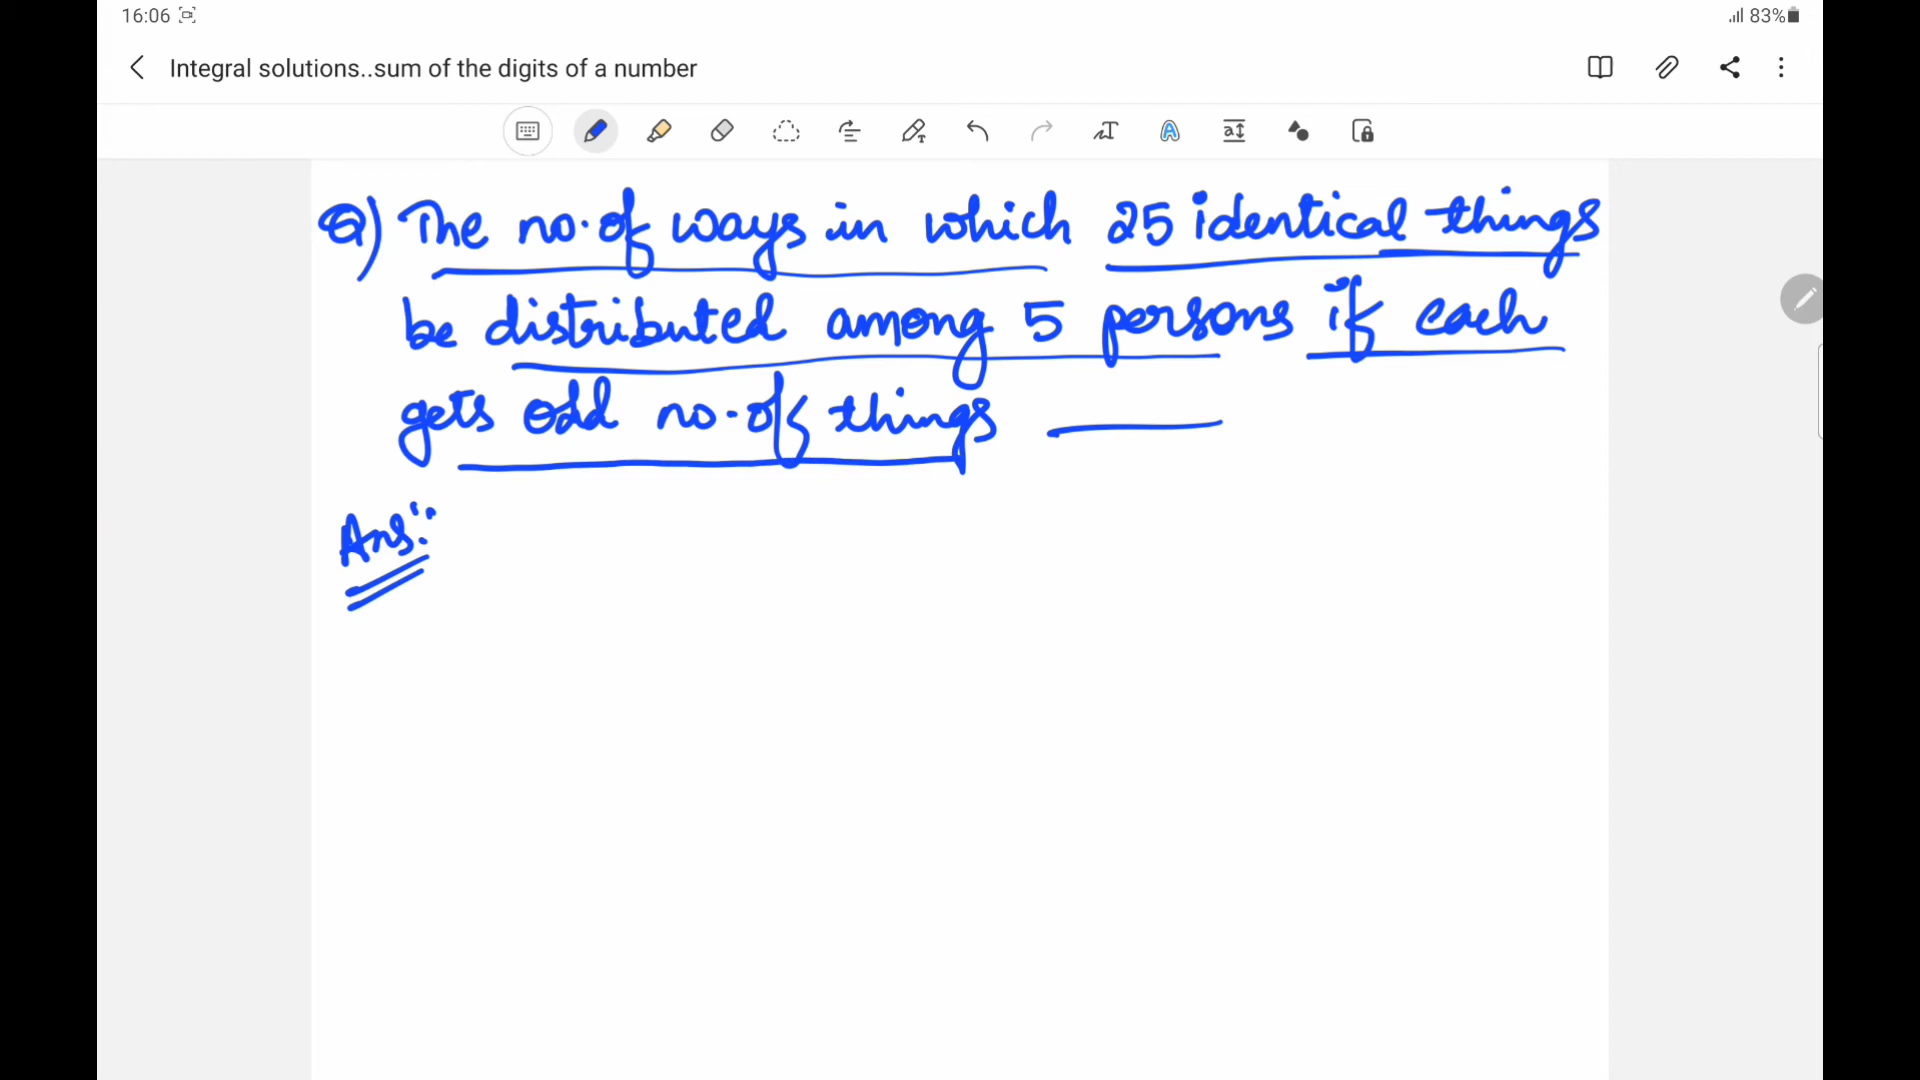 16:06
83%
Integral solutions..sum of the digits of a number
Q) The no. of ways in which 25 identical things
be distributed among 5 persons if each
gets odd no. of things ______
Ans: